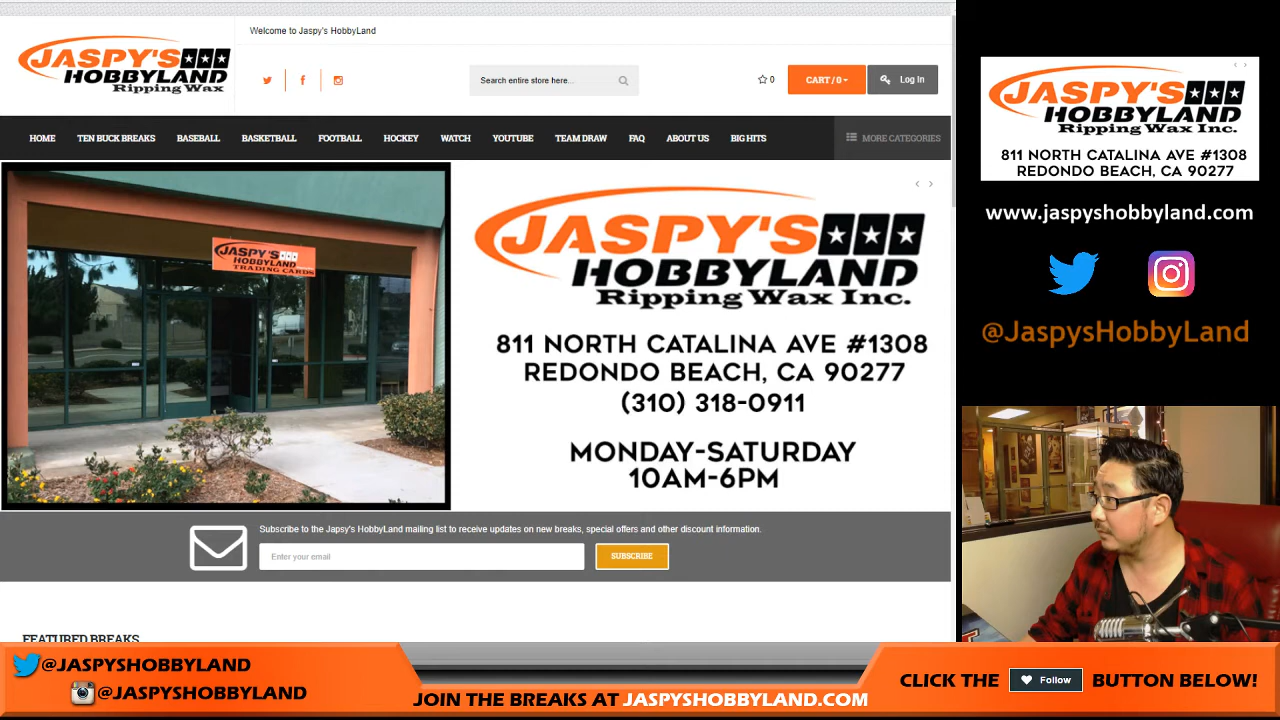 JASPY'S
HOBBYLAND
Ripping Wax
Welcome to Jaspy's HobbyLand
Search entire store here...
0
CART / 0
Log In
HOME
TEN BUCK BREAKS
BASEBALL
BASKETBALL
FOOTBALL
HOCKEY
WATCH
YOUTUBE
TEAM DRAW
FAQ
ABOUT US
BIG HITS
MORE CATEGORIES
JASPY'S
HOBBYLAND
TRADING CARDS
JASPY'S
HOBBYLAND
Ripping Wax Inc.
811 NORTH CATALINA AVE #1308
REDONDO BEACH, CA 90277
(310) 318-0911
MONDAY-SATURDAY
10AM-6PM
Subscribe to the Japsy's HobbyLand mailing list to receive updates on new breaks, special offers and other discount information.
Enter your email
SUBSCRIBE
FEATURED BREAKS
JASPY'S
HOBBYLAND
Ripping Wax Inc.
811 NORTH CATALINA AVE #1308
REDONDO BEACH, CA 90277
www.jaspyshobbyland.com
@JaspysHobbyLand
@JASPYSHOBBYLAND
@JASPYSHOBBYLAND
JOIN THE BREAKS AT JASPYSHOBBYLAND.COM
CLICK THE Follow BUTTON BELOW!